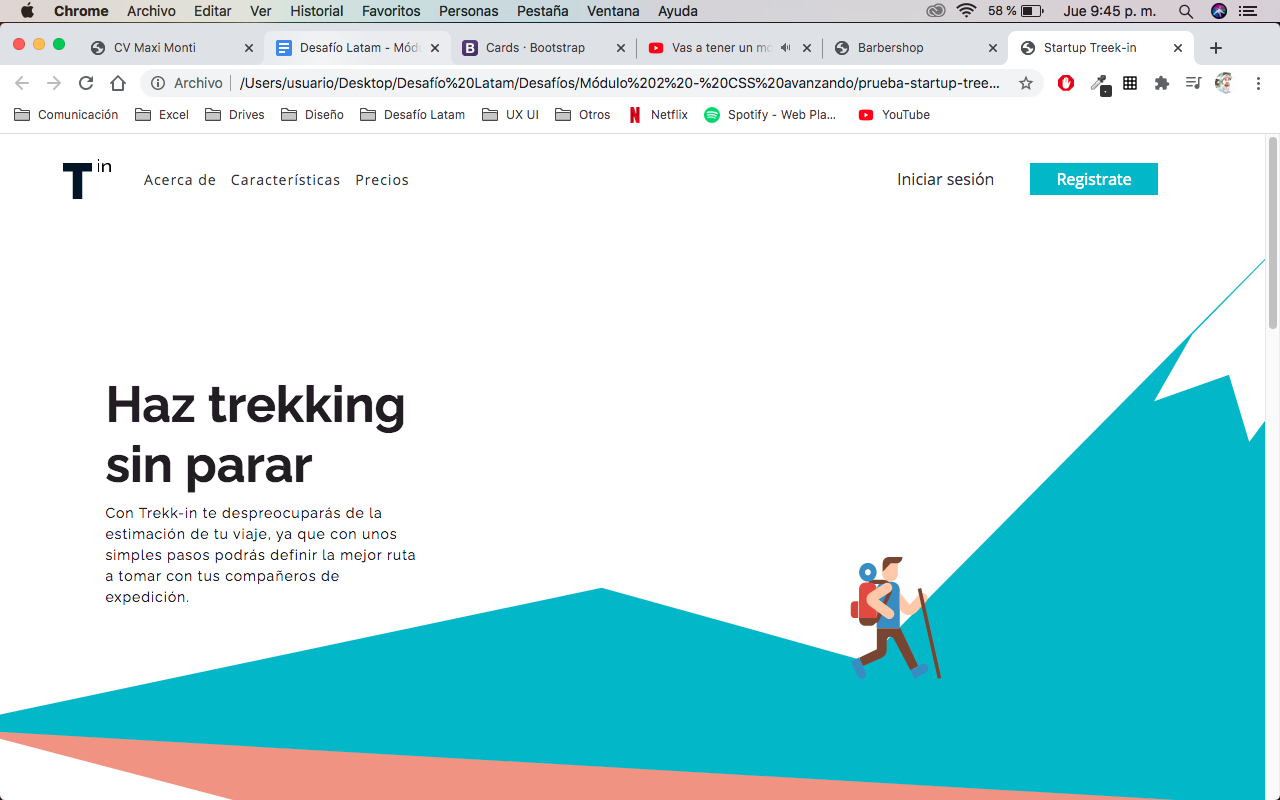 Chrome Archivo Editar Ver Historial Favoritos Personas Pestaña Ventana Ayuda 58 % Jue 9:45 p. m.
CV Maxi Monti Desafío Latam - Módu Cards · Bootstrap Vas a tener un mo Barbershop Startup Treek-in
Archivo /Users/usuario/Desktop/Desafío%20Latam/Desafíos/Módulo%202%20-%20CSS%20avanzando/prueba-startup-tree...
Comunicación Excel Drives Diseño Desafío Latam UX UI Otros Netflix Spotify - Web Pla... YouTube
T in Acerca de Características Precios Iniciar sesión Registrate
Haz trekking
sin parar
Con Trekk-in te despreocuparás de la
estimación de tu viaje, ya que con unos
simples pasos podrás definir la mejor ruta
a tomar con tus compañeros de
expedición.